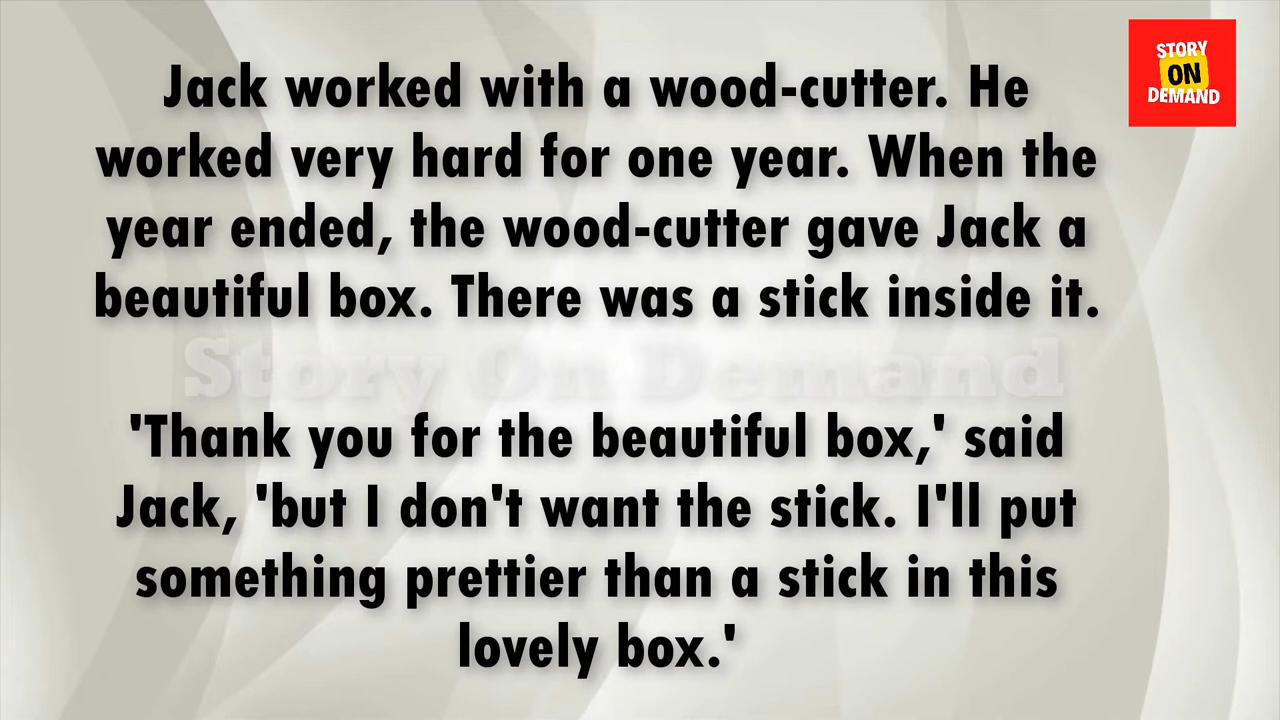 STORY
ON
DEMAND
Jack worked with a wood-cutter. He
worked very hard for one year. When the
year ended, the wood-cutter gave Jack a
beautiful box. There was a stick inside it.
Story On Demand
'Thank you for the beautiful box,' said
Jack, 'but I don't want the stick. I'll put
something prettier than a stick in this
lovely box.'